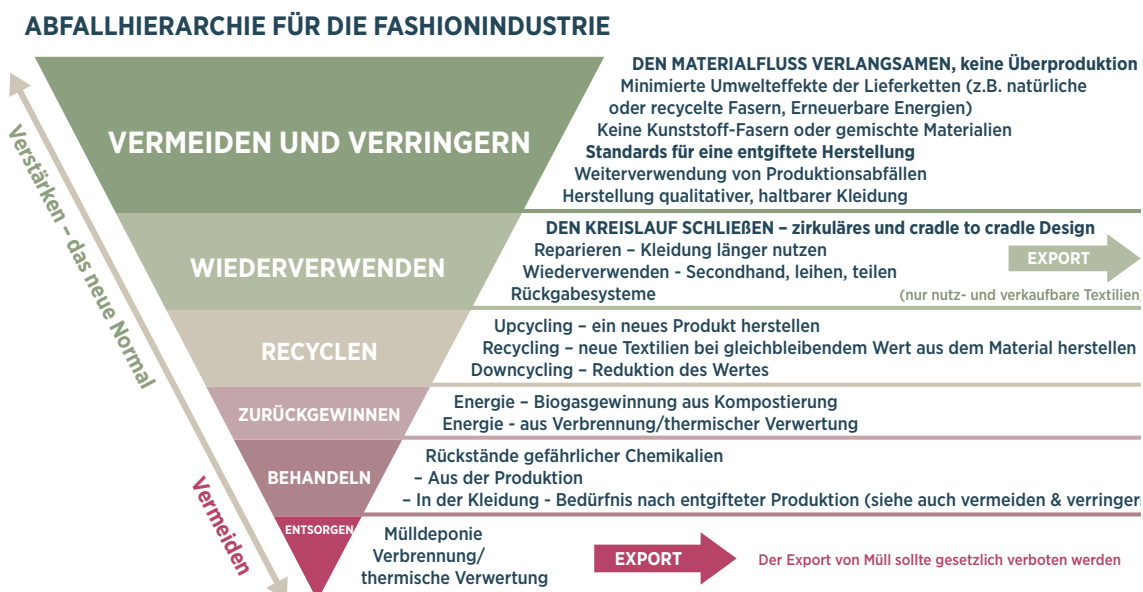 ABFALLHIERARCHIE FÜR DIE FASHIONINDUSTRIE
Verstärken – das neue Normal
Vermeiden
VERMEIDEN UND VERRINGERN
DEN MATERIALFLUSS VERLANGSAMEN, keine Überproduktion
Minimierte Umwelteffekte der Lieferketten (z.B. natürliche
oder recycelte Fasern, Erneuerbare Energien)
Keine Kunststoff-Fasern oder gemischte Materialien
Standards für eine entgiftete Herstellung
Weiterverwendung von Produktionsabfällen
Herstellung qualitativer, haltbarer Kleidung
WIEDERVERWENDEN
DEN KREISLAUF SCHLIEßEN – zirkuläres und cradle to cradle Design
Reparieren – Kleidung länger nutzen
Wiederverwenden - Secondhand, leihen, teilen
Rückgabesysteme
EXPORT
(nur nutz- und verkaufbare Textilien)
RECYCLEN
Upcycling – ein neues Produkt herstellen
Recycling – neue Textilien bei gleichbleibendem Wert aus dem Material herstellen
Downcycling – Reduktion des Wertes
ZURÜCKGEWINNEN
Energie – Biogasgewinnung aus Kompostierung
Energie - aus Verbrennung/thermischer Verwertung
BEHANDELN
Rückstände gefährlicher Chemikalien
– Aus der Produktion
– In der Kleidung - Bedürfnis nach entgifteter Produktion (siehe auch vermeiden & verringern
ENTSORGEN
Mülldeponie
Verbrennung/
thermische Verwertung
EXPORT
Der Export von Müll sollte gesetzlich verboten werden